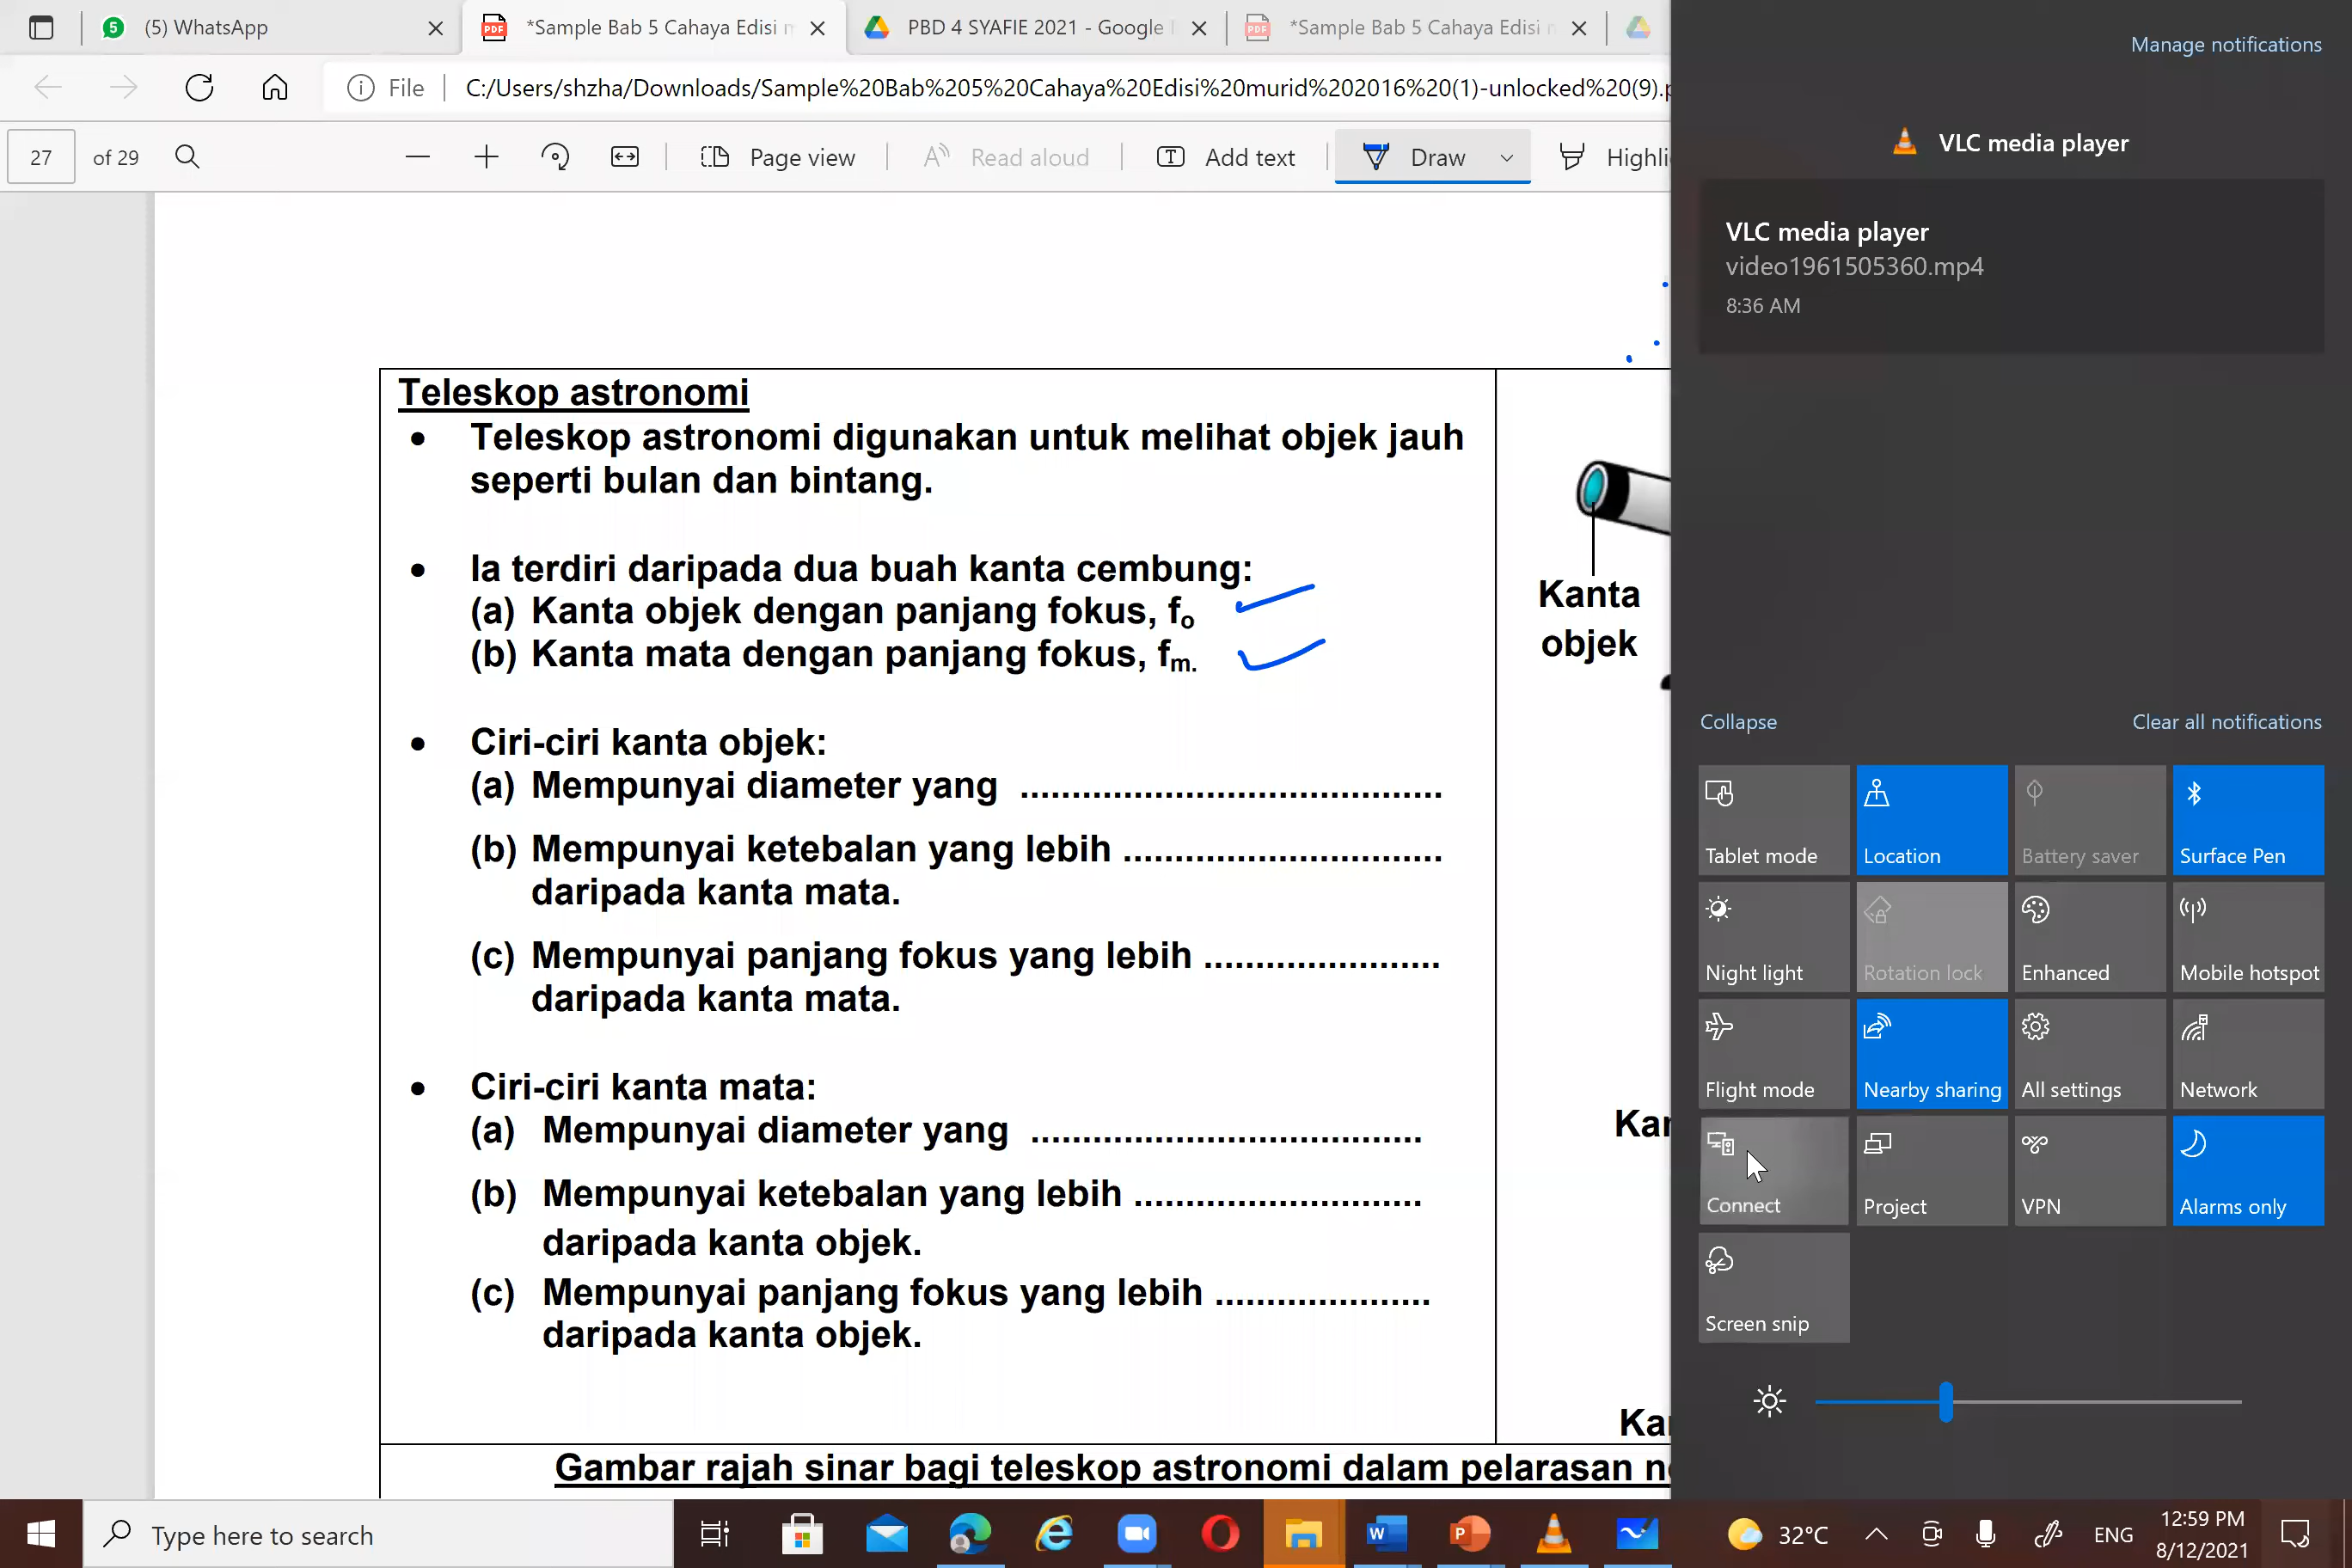 (5) WhatsApp
*Sample Bab 5 Cahaya Edisi m
PBD 4 SYAFIE 2021 - Google
*Sample Bab 5 Cahaya Edisi n
File
C:/Users/shzha/Downloads/Sample%20Bab%205%20Cahaya%20Edisi%20murid%202016%20(1)-unlocked%20(9).p
27 of 29
Page view
Read aloud
Add text
Draw
Highli
Teleskop astronomi
• Teleskop astronomi digunakan untuk melihat objek jauh
seperti bulan dan bintang.
• Ia terdiri daripada dua buah kanta cembung:
(a) Kanta objek dengan panjang fokus, fo
(b) Kanta mata dengan panjang fokus, fm.
• Ciri-ciri kanta objek:
(a) Mempunyai diameter yang .........................................
(b) Mempunyai ketebalan yang lebih ...............................
daripada kanta mata.
(c) Mempunyai panjang fokus yang lebih .......................
daripada kanta mata.
• Ciri-ciri kanta mata:
(a) Mempunyai diameter yang ......................................
(b) Mempunyai ketebalan yang lebih ............................
daripada kanta objek.
(c) Mempunyai panjang fokus yang lebih .....................
daripada kanta objek.
Kanta
objek
Kan
Kan
Gambar rajah sinar bagi teleskop astronomi dalam pelarasan n
Manage notifications
VLC media player
VLC media player
video1961505360.mp4
8:36 AM
Collapse
Clear all notifications
Tablet mode
Location
Battery saver
Surface Pen
Night light
Rotation lock
Enhanced
Mobile hotspot
Flight mode
Nearby sharing
All settings
Network
Connect
Project
VPN
Alarms only
Screen snip
Type here to search
32°C
ENG
12:59 PM
8/12/2021